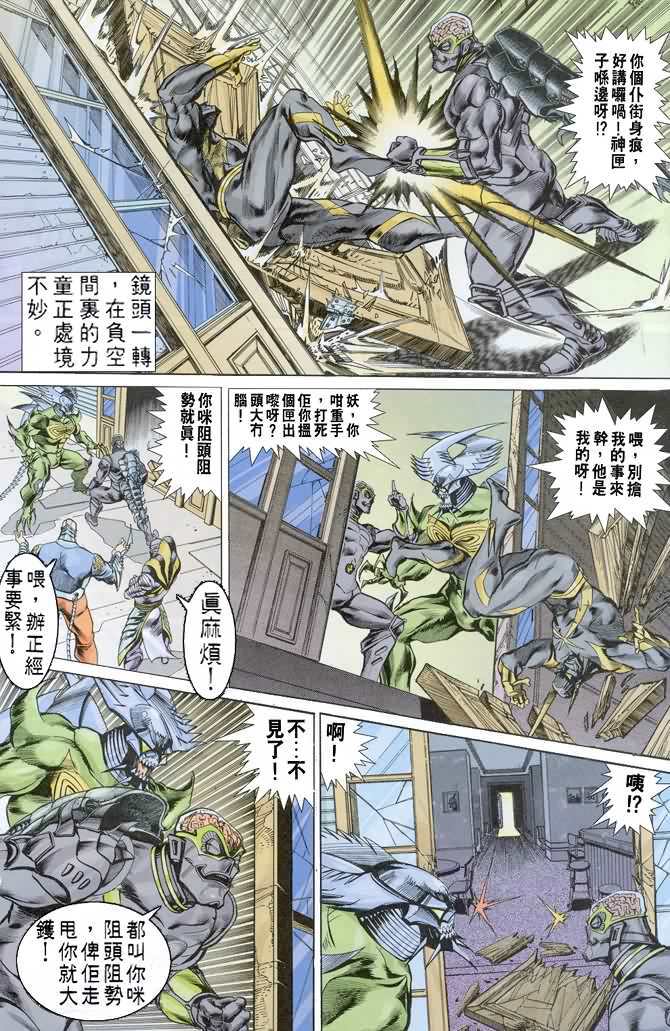 你個仆街身痕，
好講囉喎！神匣
子喺邊呀！？
鏡頭一轉
，在負空
間裏的力
童正處境
不妙。
喂，別搶
我的事來
幹，他是
我的呀！
妖，你
咁重手
，打死
佢你搵
個匣出
嚟呀？
頭大冇
腦！
你咪阻頭阻
勢就真！
真麻煩！
喂，辦正經
事要緊！
咦！？
啊！
不…不
見了！
都叫你咪
阻頭阻勢
，俾佢走
甩你就大
鑊！